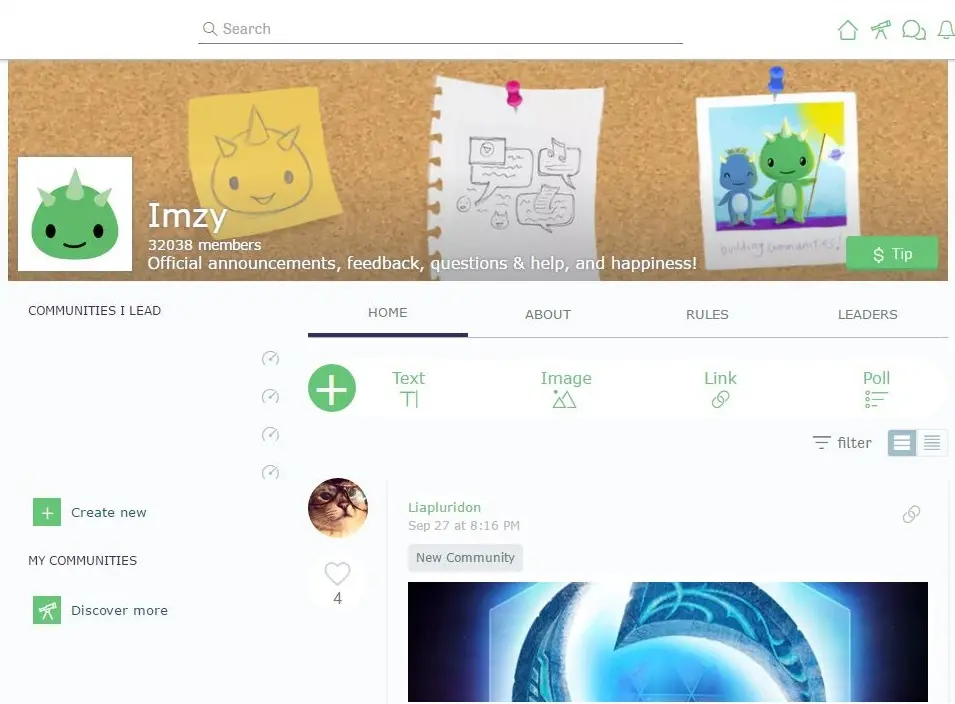 Search
building communities!
Imzy
32038 members
Official announcements, feedback, questions & help, and happiness!
$ Tip
COMMUNITIES I LEAD
HOME
ABOUT
RULES
LEADERS
Text
Image
Link
Poll
filter
Create new
MY COMMUNITIES
Discover more
Liapluridon
Sep 27 at 8:16 PM
New Community
4